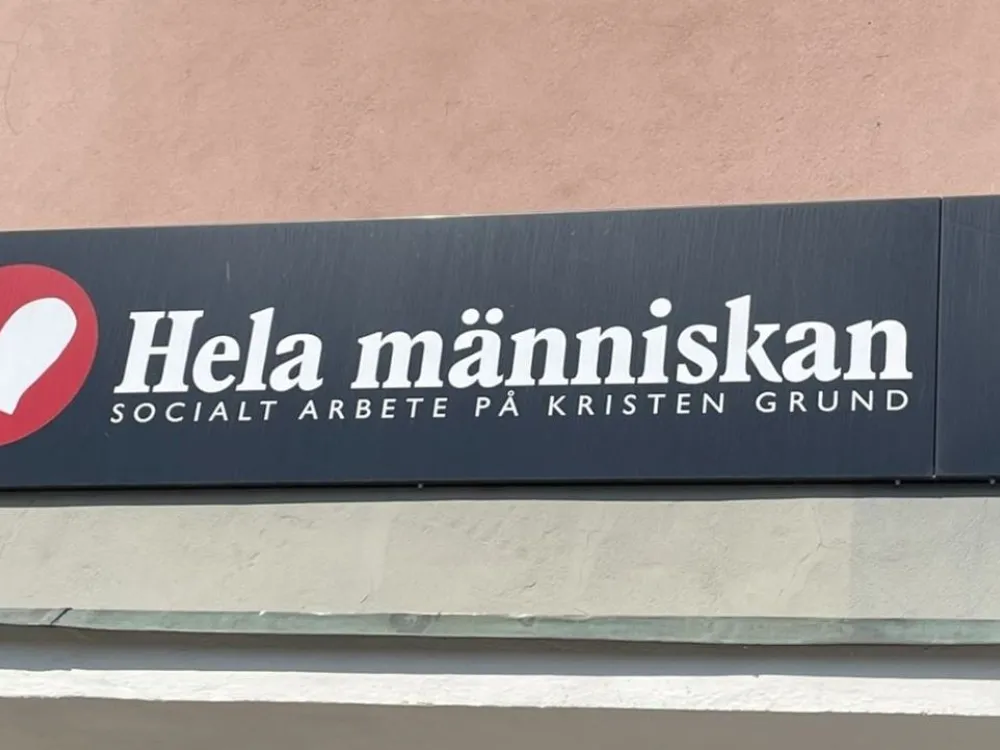 Hela människan
SOCIALT ARBETE PÅ KRISTEN GRUND